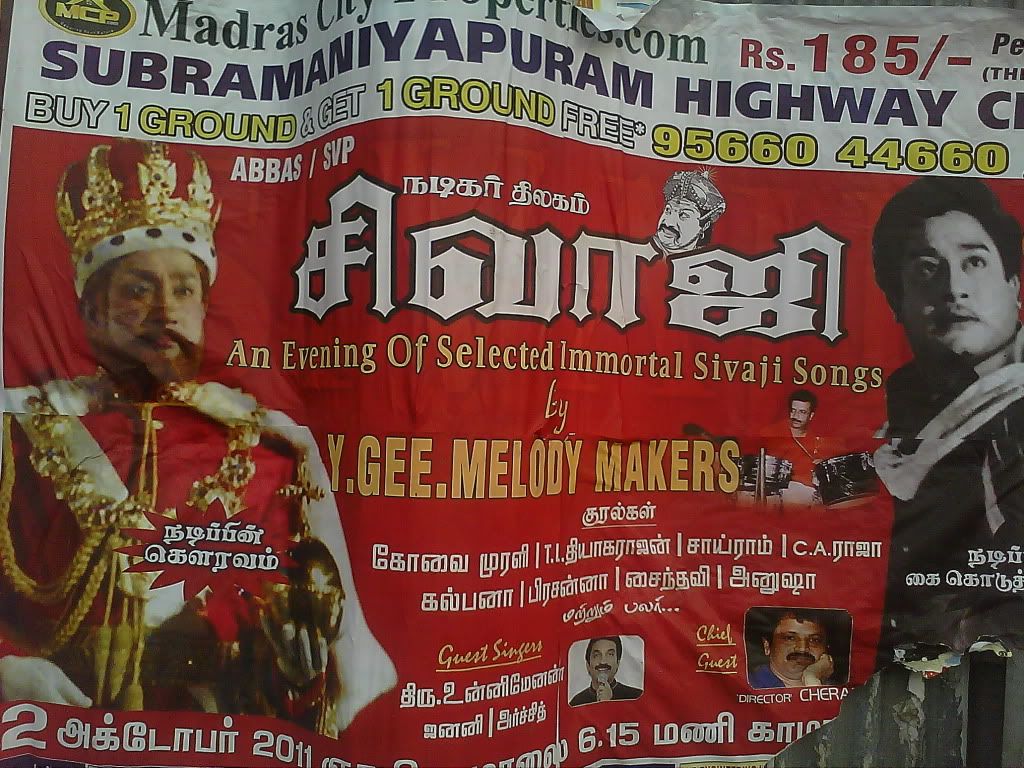 MCP
Madras City Properties.com
Rs. 185/-
SUBRAMANIYAPURAM HIGHWAY
BUY 1 GROUND & GET 1 GROUND FREE* 95660 44660
ABBAS / SVP
நடிகர் திலகம்
சிவாஜி
An Evening Of Selected Immortal Sivaji Songs
by
Y.GEE.MELODY MAKERS
நடிப்பின்
கௌரவம்
குரல்கள்
கோவை முரளி | T.L.தியாகராஜன் | சாய்ராம் | C.A.ராஜா
கல்பனா | பிரசன்னா | சைந்தவி | அனுஷா
மற்றும் பலர்...
கை
Guest Singers
திரு.உன்னிமேனன்
ஜனனி | அர்ச்சித்
Chief
Guest
DIRECTOR
2 அக்டோபர் 2011 6.15 மணி